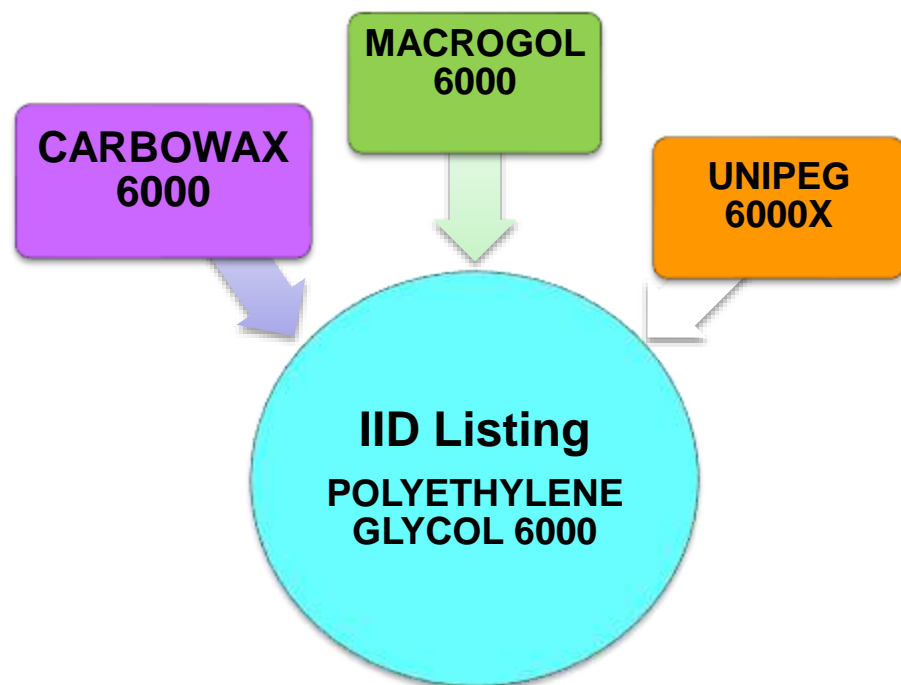 MACROGOL
6000
CARBOWAX
6000
UNIPEG
6000X
IID Listing
POLYETHYLENE
GLYCOL 6000